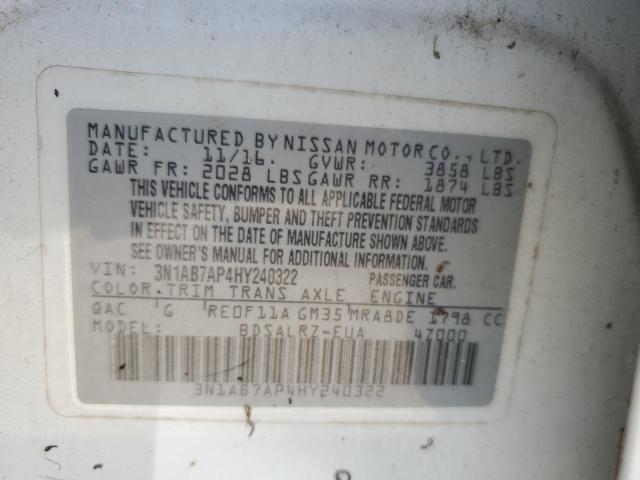 MANUFACTURED BY NISSAN MOTOR CO., LTD.
DATE: 11/16. GVWR: 3858 LBS
GAWR FR: 2028 LBS GAWR RR: 1874 LBS
THIS VEHICLE CONFORMS TO ALL APPLICABLE FEDERAL MOTOR
VEHICLE SAFETY, BUMPER AND THEFT PREVENTION STANDARDS
IN EFFECT ON THE DATE OF MANUFACTURE SHOWN ABOVE.
SEE OWNER'S MANUAL FOR ADDITIONAL INFORMATION.
VIN: 3N1AB7AP4HY240322 PASSENGER CAR.
COLOR TRIM TRANS AXLE ENGINE
QAC G RE0F11A GM35 MRA8DE 1798 CC
MODEL: BDSALRZ-EUA 47000
3N1AB7AP4HY240322